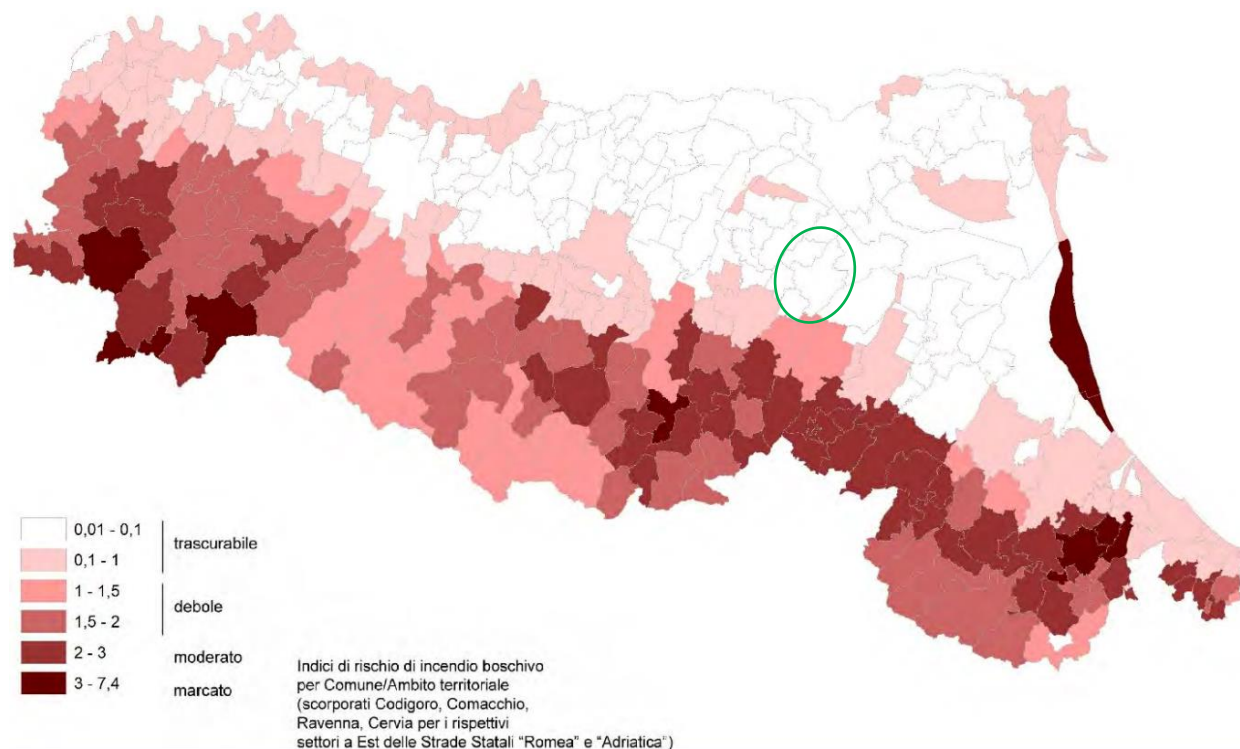 0,01 - 0,1
trascurabile
0,1 - 1
1 - 1,5
debole
1,5 - 2
2 - 3
moderato
3 - 7,4
marcato
Indici di rischio di incendio boschivo
per Comune/Ambito territoriale
(scorporati Codigoro, Comacchio,
Ravenna, Cervia per i rispettivi
settori a Est delle Strade Statali "Romea" e "Adriatica")